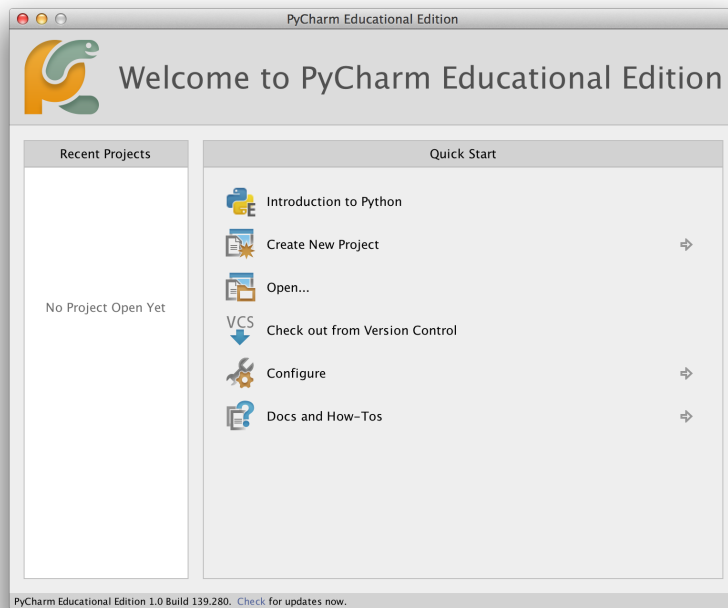 PyCharm Educational Edition
Welcome to PyCharm Educational Edition
Recent Projects
No Project Open Yet
Quick Start
Introduction to Python
Create New Project
Open...
VCS
Check out from Version Control
Configure
Docs and How-Tos
PyCharm Educational Edition 1.0 Build 139.280. Check for updates now.